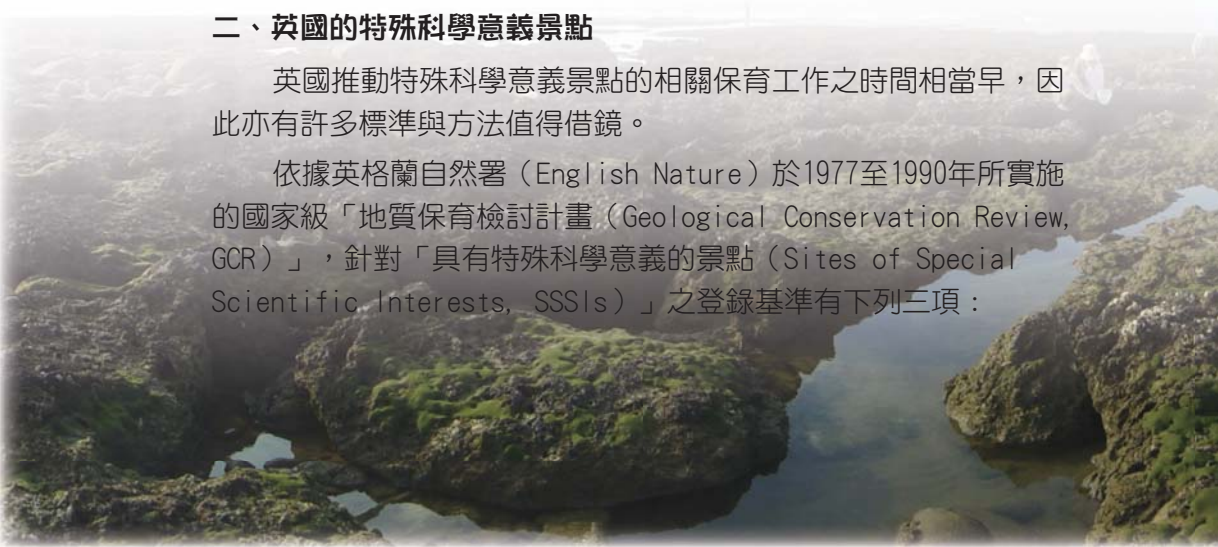 二、英國的特殊科學意義景點
英國推動特殊科學意義景點的相關保育工作之時間相當早，因
此亦有許多標準與方法值得借鏡。
依據英格蘭自然署（English Nature）於1977至1990年所實施
的國家級「地質保育檢討計畫（Geological Conservation Review,
GCR）」，針對「具有特殊科學意義的景點（Sites of Special
Scientific Interests, SSSIs）」之登錄基準有下列三項：